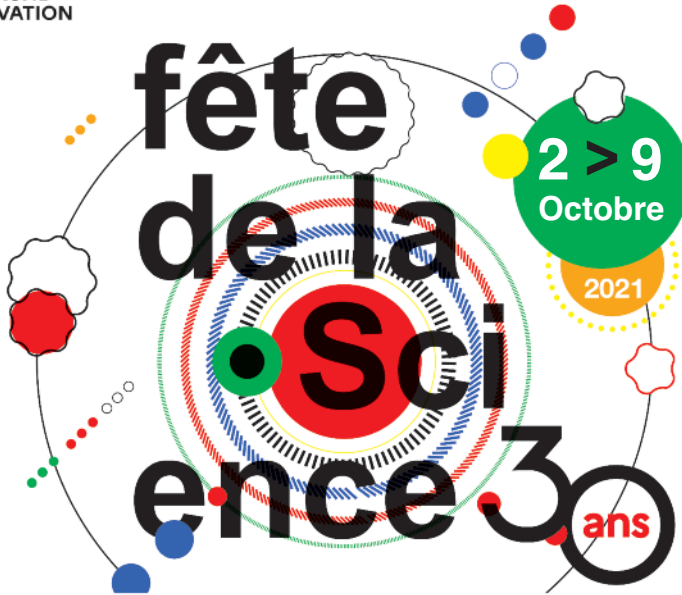 VATION
fête
de la
Sci
ence 30
ans
2 > 9
Octobre
2021